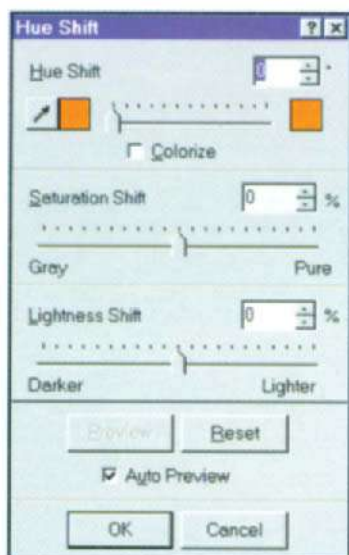 Hue Shift ? x
Hue Shift 0 °
Colorize
Saturation Shift 0 %
Gray Pure
Lightness Shift 0 %
Darker Lighter
Preview Reset
Auto Preview
OK Cancel